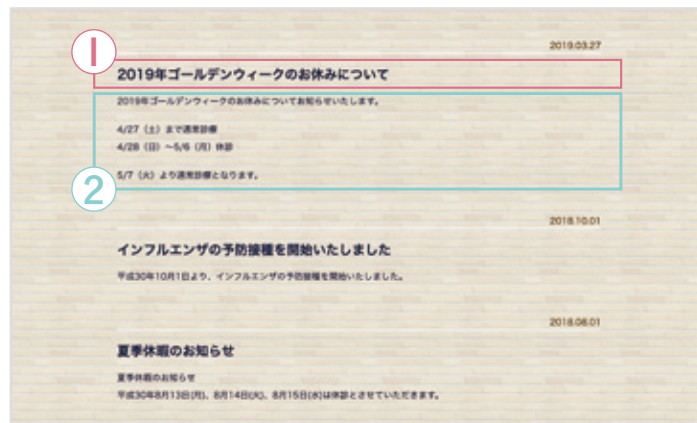 1
2019.03.27
2019年ゴールデンウィークのお休みについて
2019年ゴールデンウィークのお休みについてお知らせいたします。
4/27（土）まで通常診療
4/28（日）～5/6（月）休診
2
5/7（火）より通常診療となります。
2018.10.01
インフルエンザの予防接種を開始いたしました
平成30年10月1日より、インフルエンザの予防接種を開始いたしました。
2018.08.01
夏季休暇のお知らせ
夏季休暇のお知らせ
平成30年8月13日(月)、8月14日(火)、8月15日(水)は休診とさせていただきます。